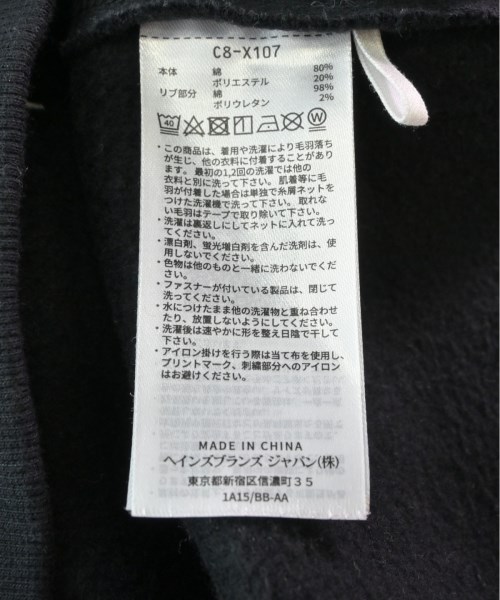 C8-X107
本体 綿 80%
ポリエステル 20%
リブ部分 綿 98%
ポリウレタン 2%
40
・この商品は、着用や洗濯により毛羽落ち
が生じ、他の衣料に付着することがあり
ます。最初の1,2回の洗濯では他の
衣料と別に洗って下さい。肌着等に毛
羽が付着した場合は単独で糸屑ネットを
つけた洗濯機で洗って下さい。取れな
い毛羽はテープで取り除いて下さい。
・洗濯は裏返しにしてネットに入れて洗っ
てください。
・漂白剤、蛍光増白剤を含んだ洗剤は、使
用しないでください。
・色物は他のものと一緒に洗わないでくだ
さい。
・ファスナーが付いている製品は、閉じて
洗ってください。
・水につけたまま他の洗濯物と重ね合わせ
たり、放置しないようにしてください。
・洗濯後は速やかに形を整え日陰で干して
下さい。
・アイロン掛けを行う際は当て布を使用し、
プリントマーク、刺繍部分へのアイロン
はお避けください。
MADE IN CHINA
ヘインズブランズ ジャパン(株)
東京都新宿区信濃町35
1A15/BB-AA